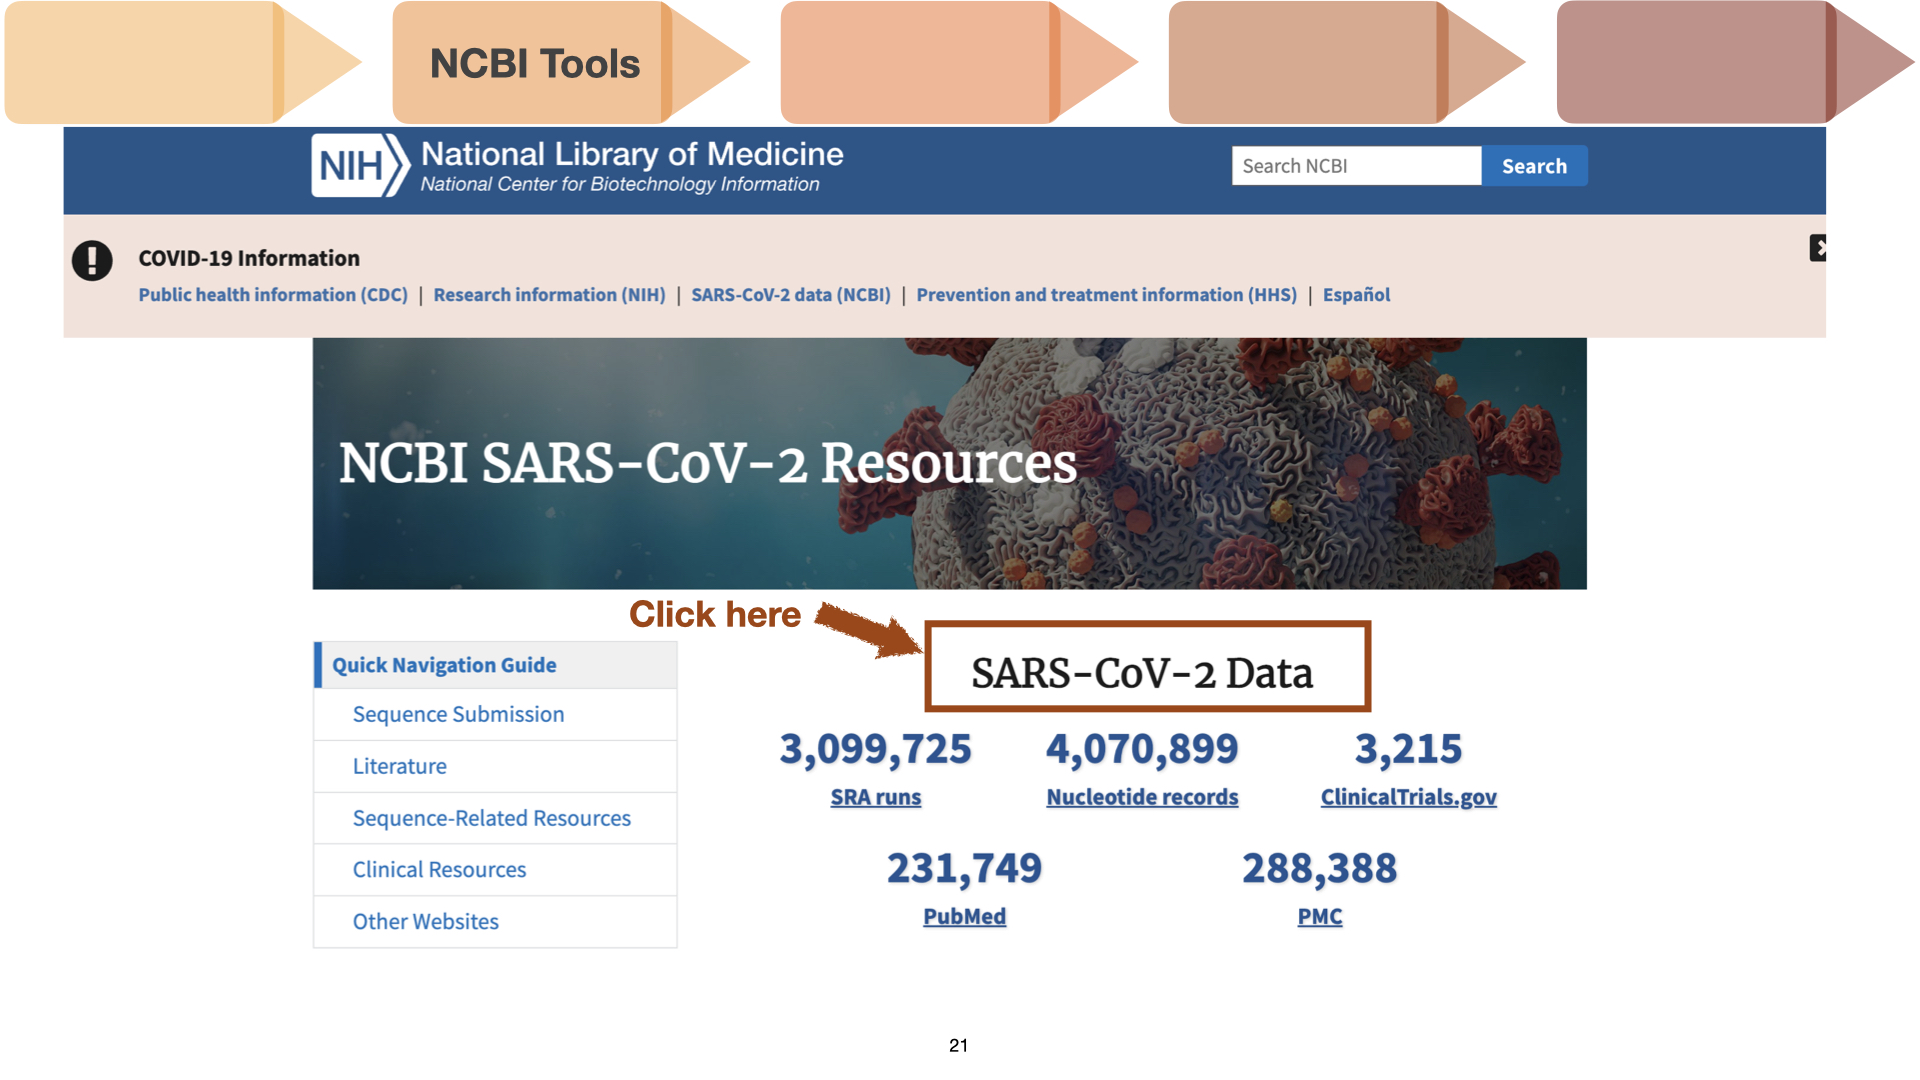 NCBI Tools
NIH
National Library of Medicine
National Center for Biotechnology Information
Search NCBI
Search
COVID-19 Information
Public health information (CDC) | Research information (NIH) | SARS-CoV-2 data (NCBI) | Prevention and treatment information (HHS) | Español
NCBI SARS-CoV-2 Resources
Click here
SARS-CoV-2 Data
Quick Navigation Guide
Sequence Submission
Literature
Sequence-Related Resources
Clinical Resources
Other Websites
3,099,725
SRA runs
4,070,899
Nucleotide records
3,215
ClinicalTrials.gov
231,749
PubMed
288,388
PMC
21